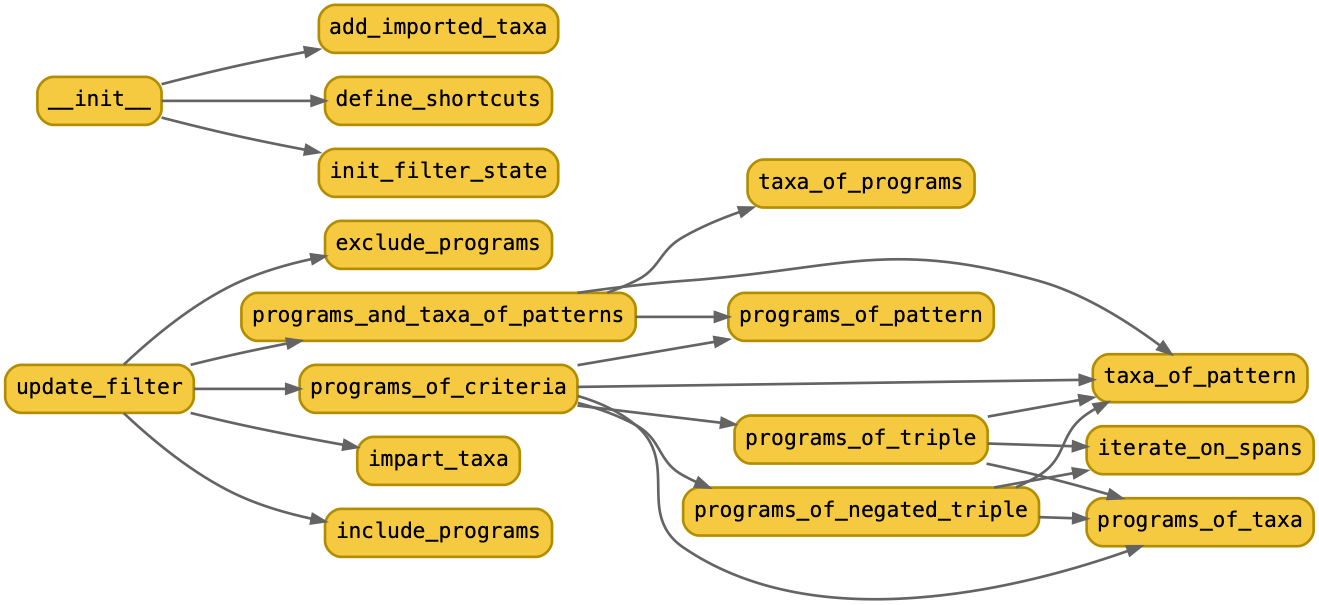 add_imported_taxa
__init__
define_shortcuts
init_filter_state
taxa_of_programs
exclude_programs
programs_and_taxa_of_patterns
programs_of_pattern
update_filter
programs_of_criteria
taxa_of_pattern
programs_of_triple
iterate_on_spans
impart_taxa
programs_of_negated_triple
programs_of_taxa
include_programs